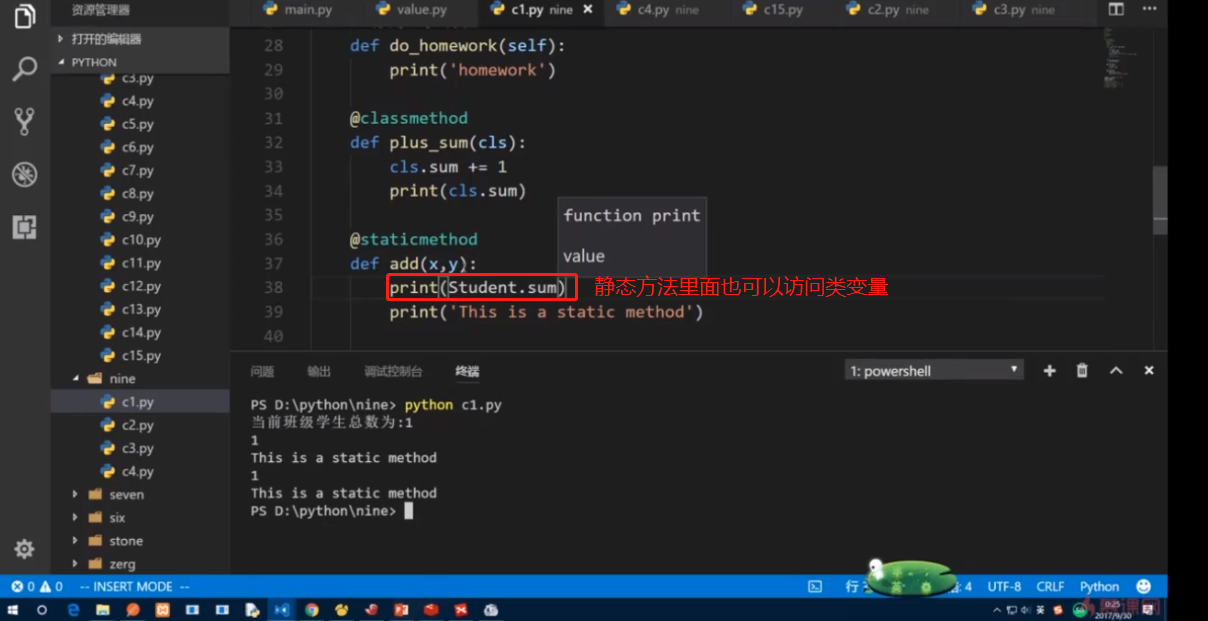 资源管理器
main.py
value.py
c1.py nine
c4.py nine
c15.py
c2.py nine
c3.py nine
打开的编辑器
PYTHON
c3.py
c4.py
c5.py
c6.py
c7.py
c8.py
c9.py
c10.py
c11.py
c12.py
c13.py
c14.py
c15.py
nine
c1.py
c2.py
c3.py
c4.py
seven
six
stone
zerg
28 def do_homework(self):
29 print('homework')
30
31 @classmethod
32 def plus_sum(cls):
33 cls.sum += 1
34 print(cls.sum)
35
36 @staticmethod
37 def add(x,y):
38 print(Student.sum)
39 print('This is a static method')
40
function print
value
静态方法里面也可以访问类变量
问题 输出 调试控制台 终端
1: powershell
PS D:\python\nine> python c1.py
当前班级学生总数为:1
1
This is a static method
1
This is a static method
PS D:\python\nine>
0 0 -- INSERT MODE --
行 : 4 UTF-8 CRLF Python
英
0:25
2017/9/30